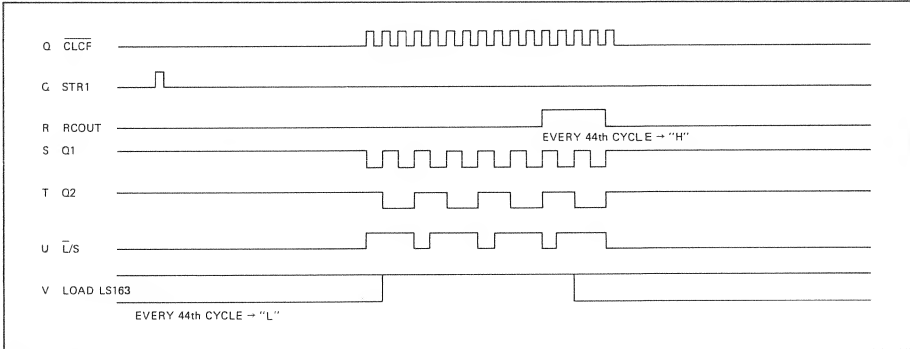 Q CLCF
G STR1
R RCOUT
EVERY 44th CYCLE → "H"
S Q1
T Q2
U L/S
V LOAD LS163
EVERY 44th CYCLE → "L"